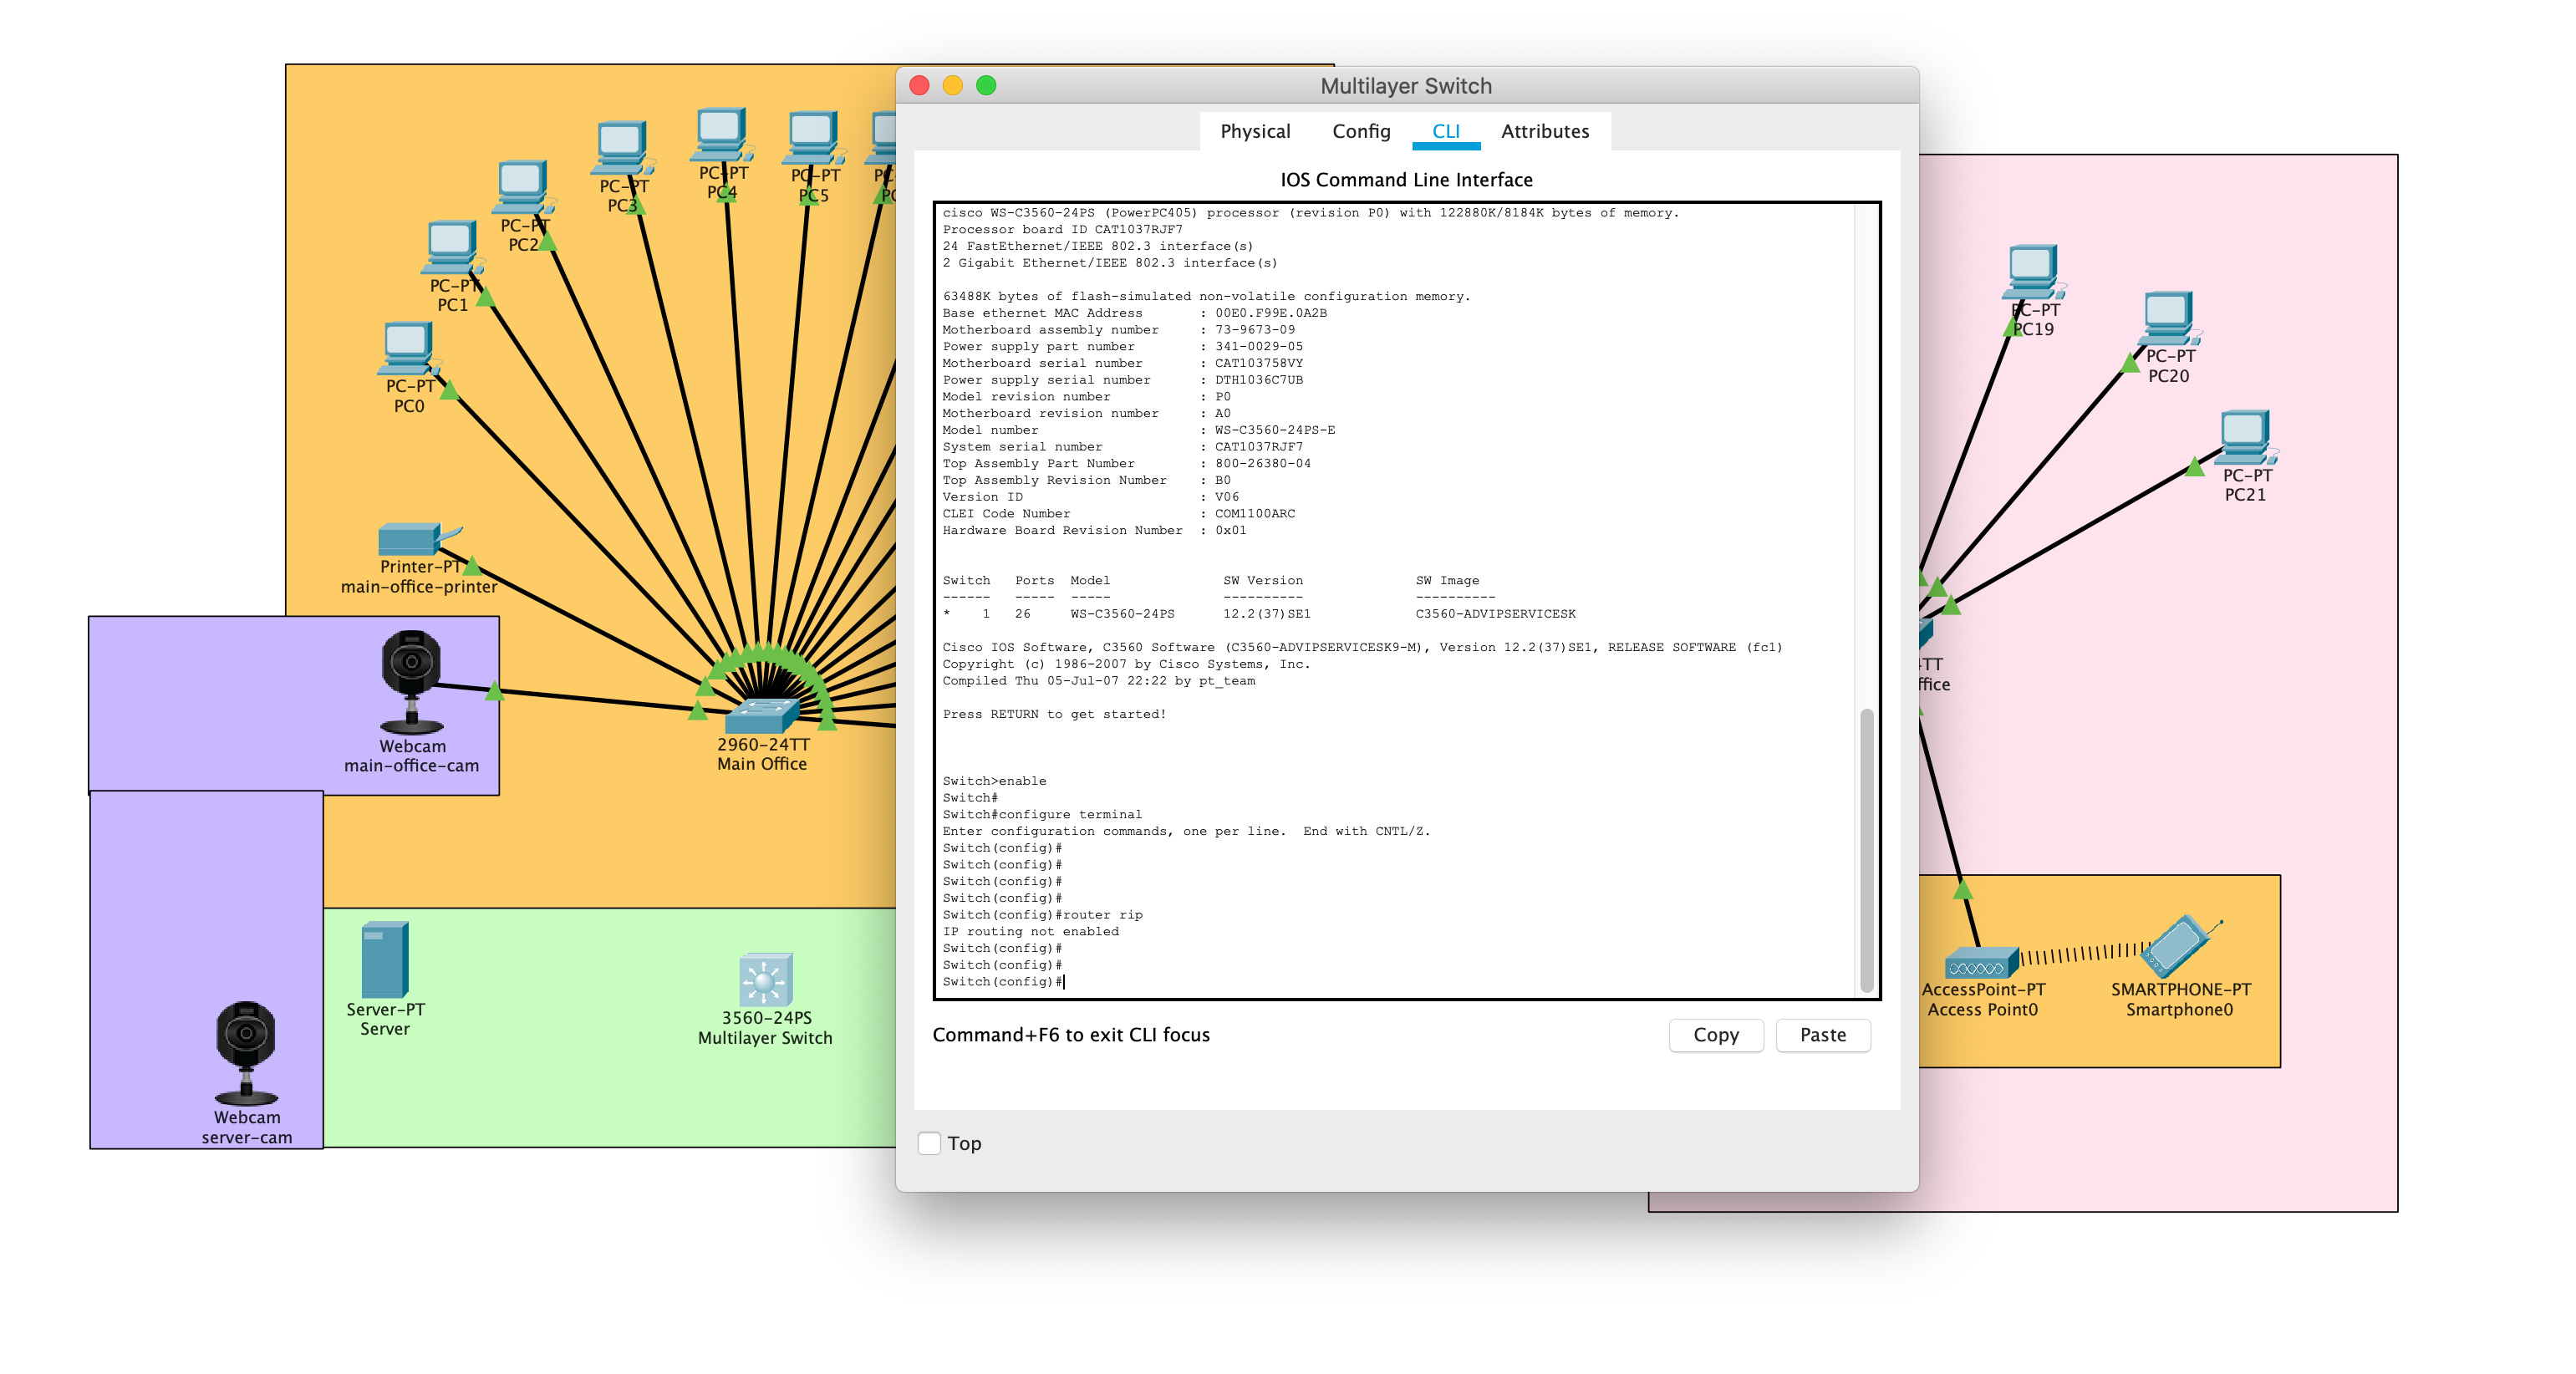 Multilayer Switch
Physical Config CLI Attributes
IOS Command Line Interface
cisco WS-C3560-24PS (PowerPC405) processor (revision P0) with 122880K/8184K bytes of memory.
Processor board ID CAT1037RJF7
24 FastEthernet/IEEE 802.3 interface(s)
2 Gigabit Ethernet/IEEE 802.3 interface(s)
63488K bytes of flash-simulated non-volatile configuration memory.
Base ethernet MAC Address : 00E0.F99E.0A2B
Motherboard assembly number : 73-9673-09
Power supply part number : 341-0029-05
Motherboard serial number : CAT103758VY
Power supply serial number : DTH1036C7UB
Model revision number : P0
Motherboard revision number : A0
Model number : WS-C3560-24PS-E
System serial number : CAT1037RJF7
Top Assembly Part Number : 800-26380-04
Top Assembly Revision Number : B0
Version ID : V06
CLEI Code Number : COM1100ARC
Hardware Board Revision Number : 0x01
Switch Ports Model SW Version SW Image
------ ----- ----- ---------- ----------
* 1 26 WS-C3560-24PS 12.2(37)SE1 C3560-ADVIPSERVICESK
Cisco IOS Software, C3560 Software (C3560-ADVIPSERVICESK9-M), Version 12.2(37)SE1, RELEASE SOFTWARE (fc1)
Copyright (c) 1986-2007 by Cisco Systems, Inc.
Compiled Thu 05-Jul-07 22:22 by pt_team
Press RETURN to get started!
Switch>enable
Switch#
Switch#configure terminal
Enter configuration commands, one per line. End with CNTL/Z.
Switch(config)#
Switch(config)#
Switch(config)#
Switch(config)#
Switch(config)#router rip
IP routing not enabled
Switch(config)#
Switch(config)#
Switch(config)#
Command+F6 to exit CLI focus
Copy
Paste
Top
PC-PT
PC4
PC-PT
PC5
PC-PT
PC3
PC-PT
PC2
PC-PT
PC1
PC-PT
PC0
Printer-PT
main-office-printer
Webcam
main-office-cam
2960-24TT
Main Office
Server-PT
Server
3560-24PS
Multilayer Switch
Webcam
server-cam
PC-PT
PC19
PC-PT
PC20
PC-PT
PC21
AccessPoint-PT
Access Point0
SMARTPHONE-PT
Smartphone0